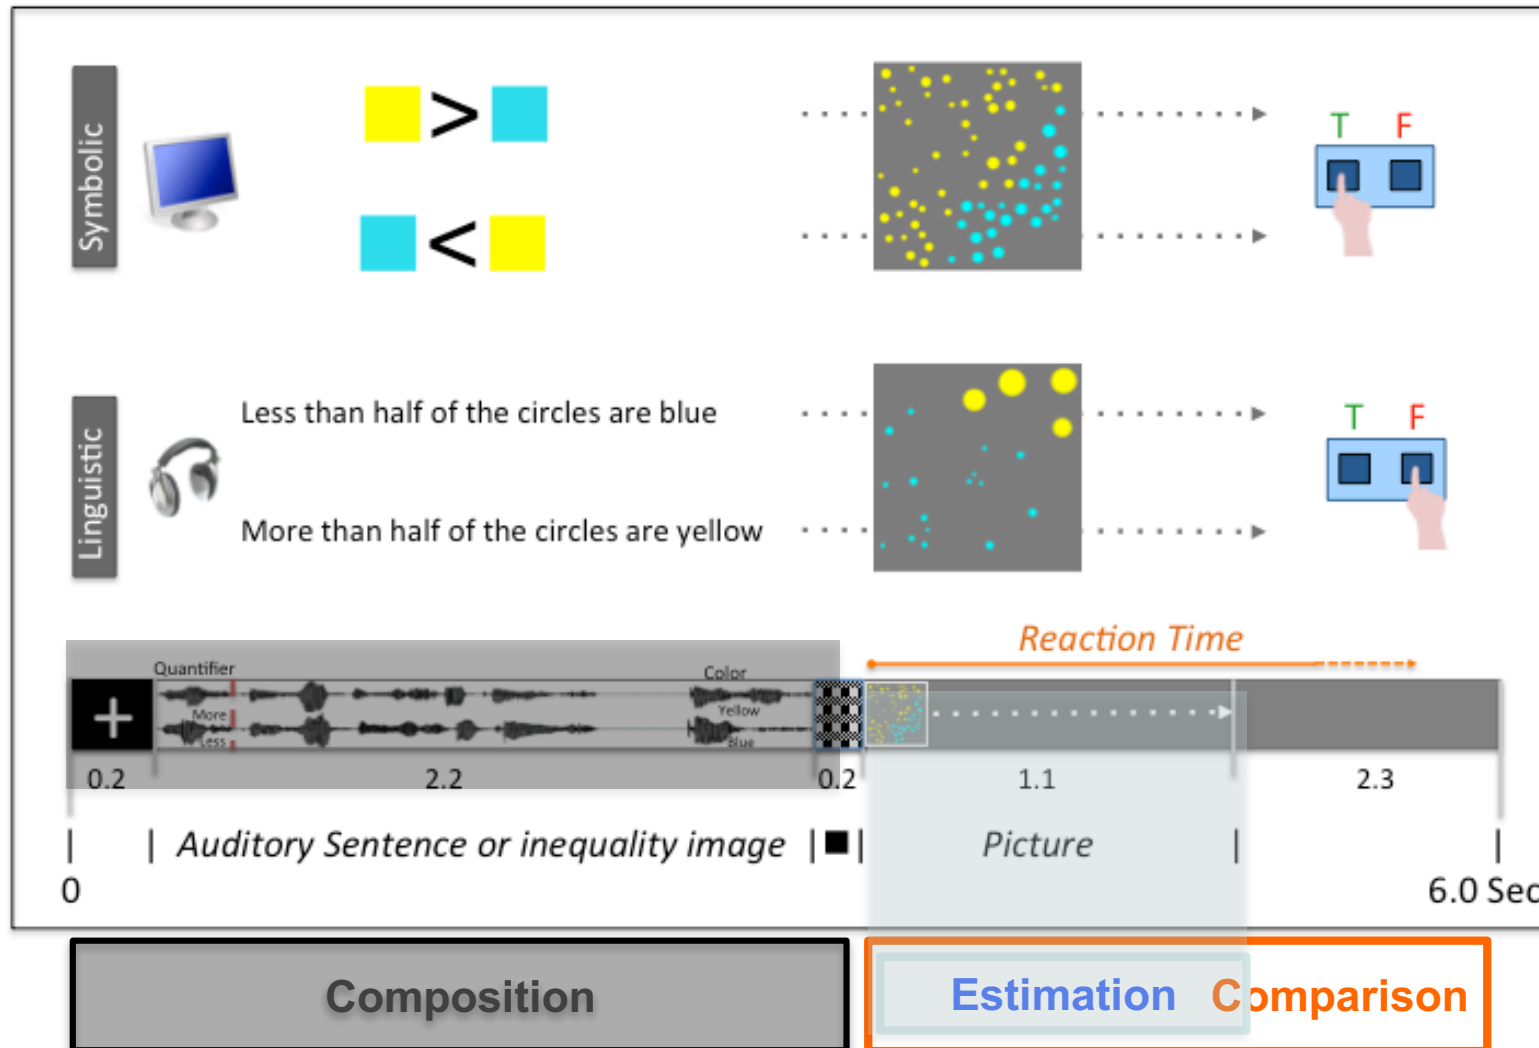 Symbolic
>
T F
<
Linguistic
Less than half of the circles are blue
T F
More than half of the circles are yellow
Reaction Time
Quantifier
Color
+
More
Yellow
Less
Blue
0.2 2.2 0.2 1.1 2.3
| | Auditory Sentence or inequality image | ■ | Picture | |
0 6.0 Sec
Composition
Estimation Comparison